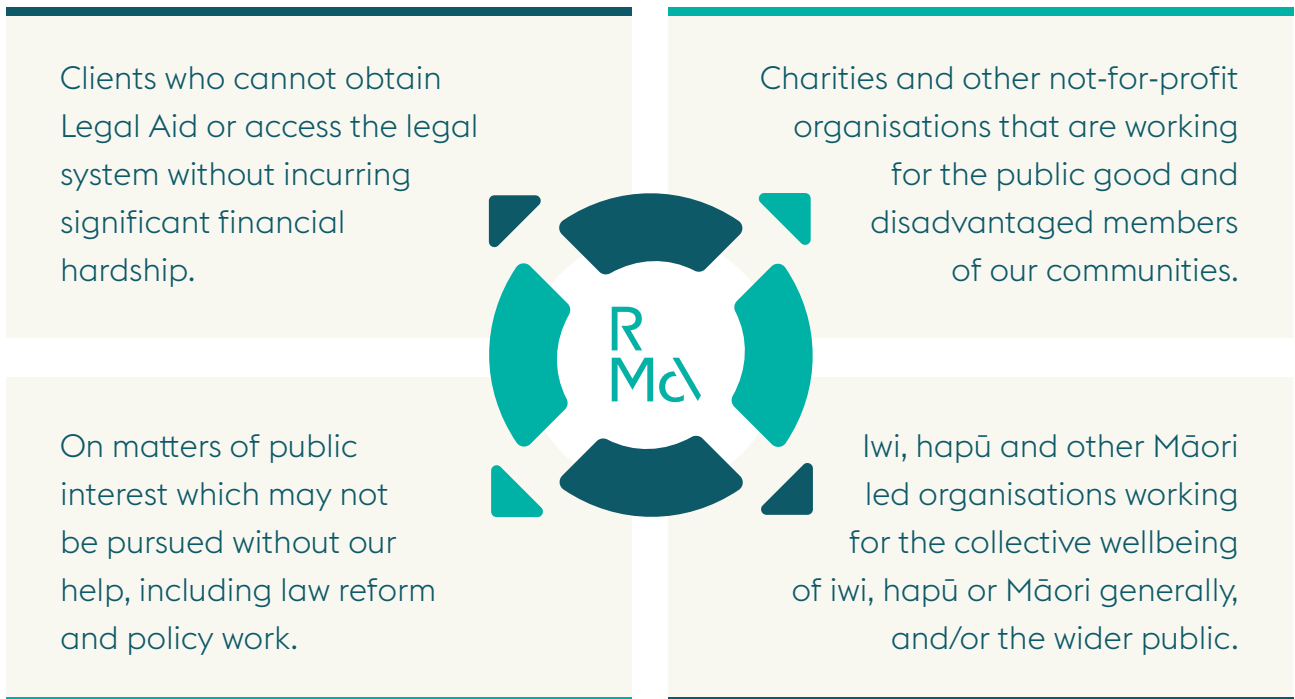 Clients who cannot obtain
Legal Aid or access the legal
system without incurring
significant financial
hardship.
Charities and other not-for-profit
organisations that are working
for the public good and
disadvantaged members
of our communities.
R
Mc
On matters of public
interest which may not
be pursued without our
help, including law reform
and policy work.
Iwi, hapū and other Māori
led organisations working
for the collective wellbeing
of iwi, hapū or Māori generally,
and/or the wider public.